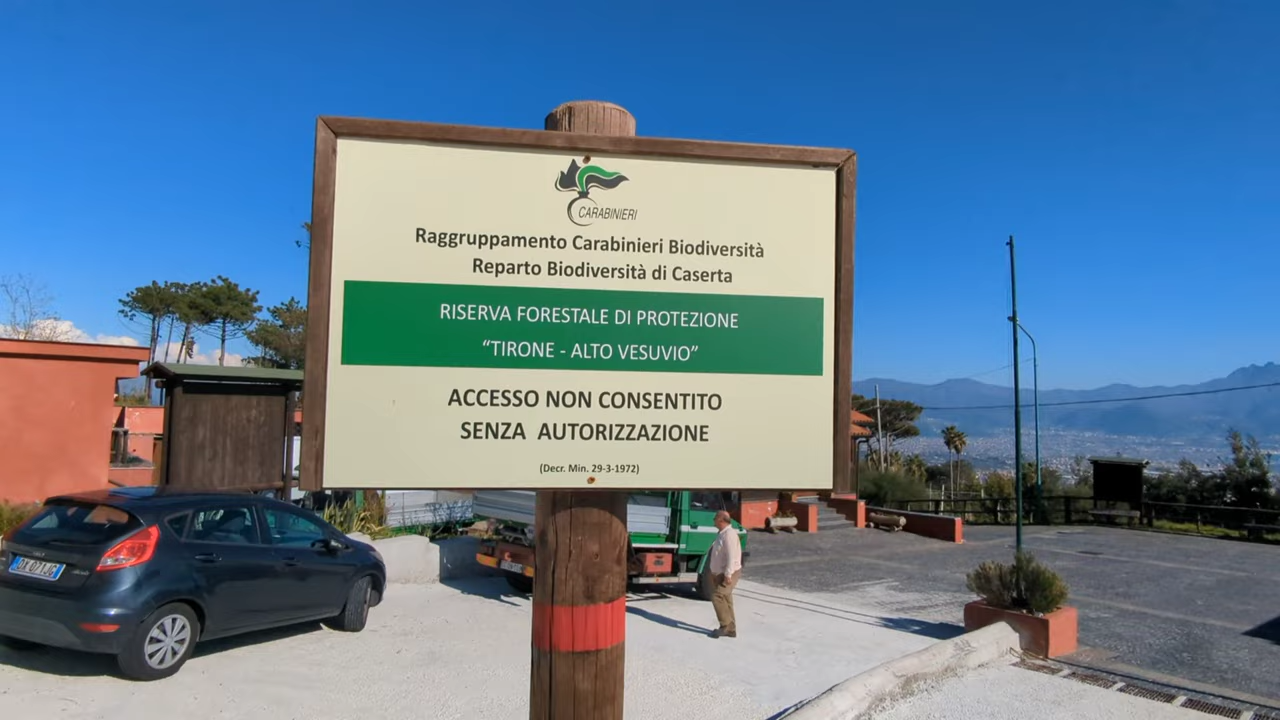 CARABINIERI
Raggruppamento Carabinieri Biodiversità
Reparto Biodiversità di Caserta
RISERVA FORESTALE DI PROTEZIONE
“TIRONE - ALTO VESUVIO”
ACCESSO NON CONSENTITO
SENZA AUTORIZZAZIONE
(Decr. Min. 29-3-1972)